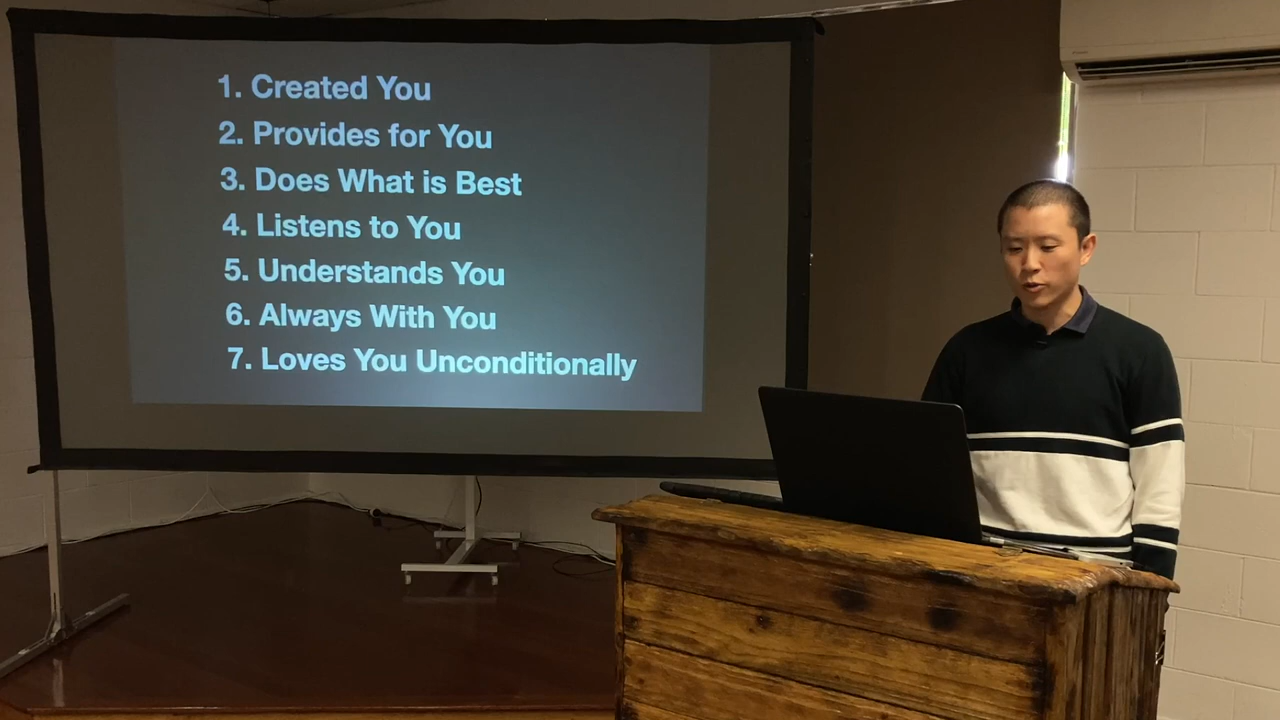 1. Created You
2. Provides for You
3. Does What is Best
4. Listens to You
5. Understands You
6. Always With You
7. Loves You Unconditionally